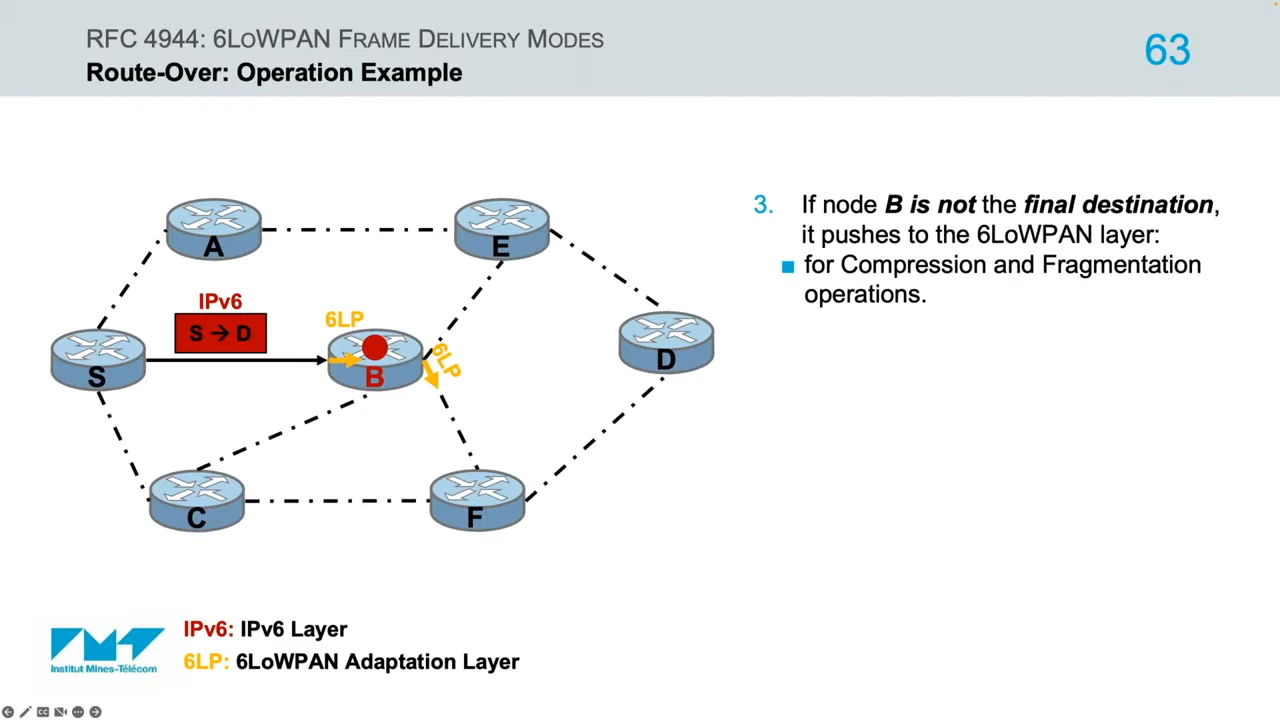 RFC 4944: 6LoWPAN Frame Delivery Modes
63
Route-Over: Operation Example
3. If node B is not the final destination,
it pushes to the 6LoWPAN layer:
for Compression and Fragmentation
operations.
A
E
IPv6
S → D
6LP
6LP
S
B
D
C
F
IPv6: IPv6 Layer
6LP: 6LoWPAN Adaptation Layer
Institut Mines-Télécom